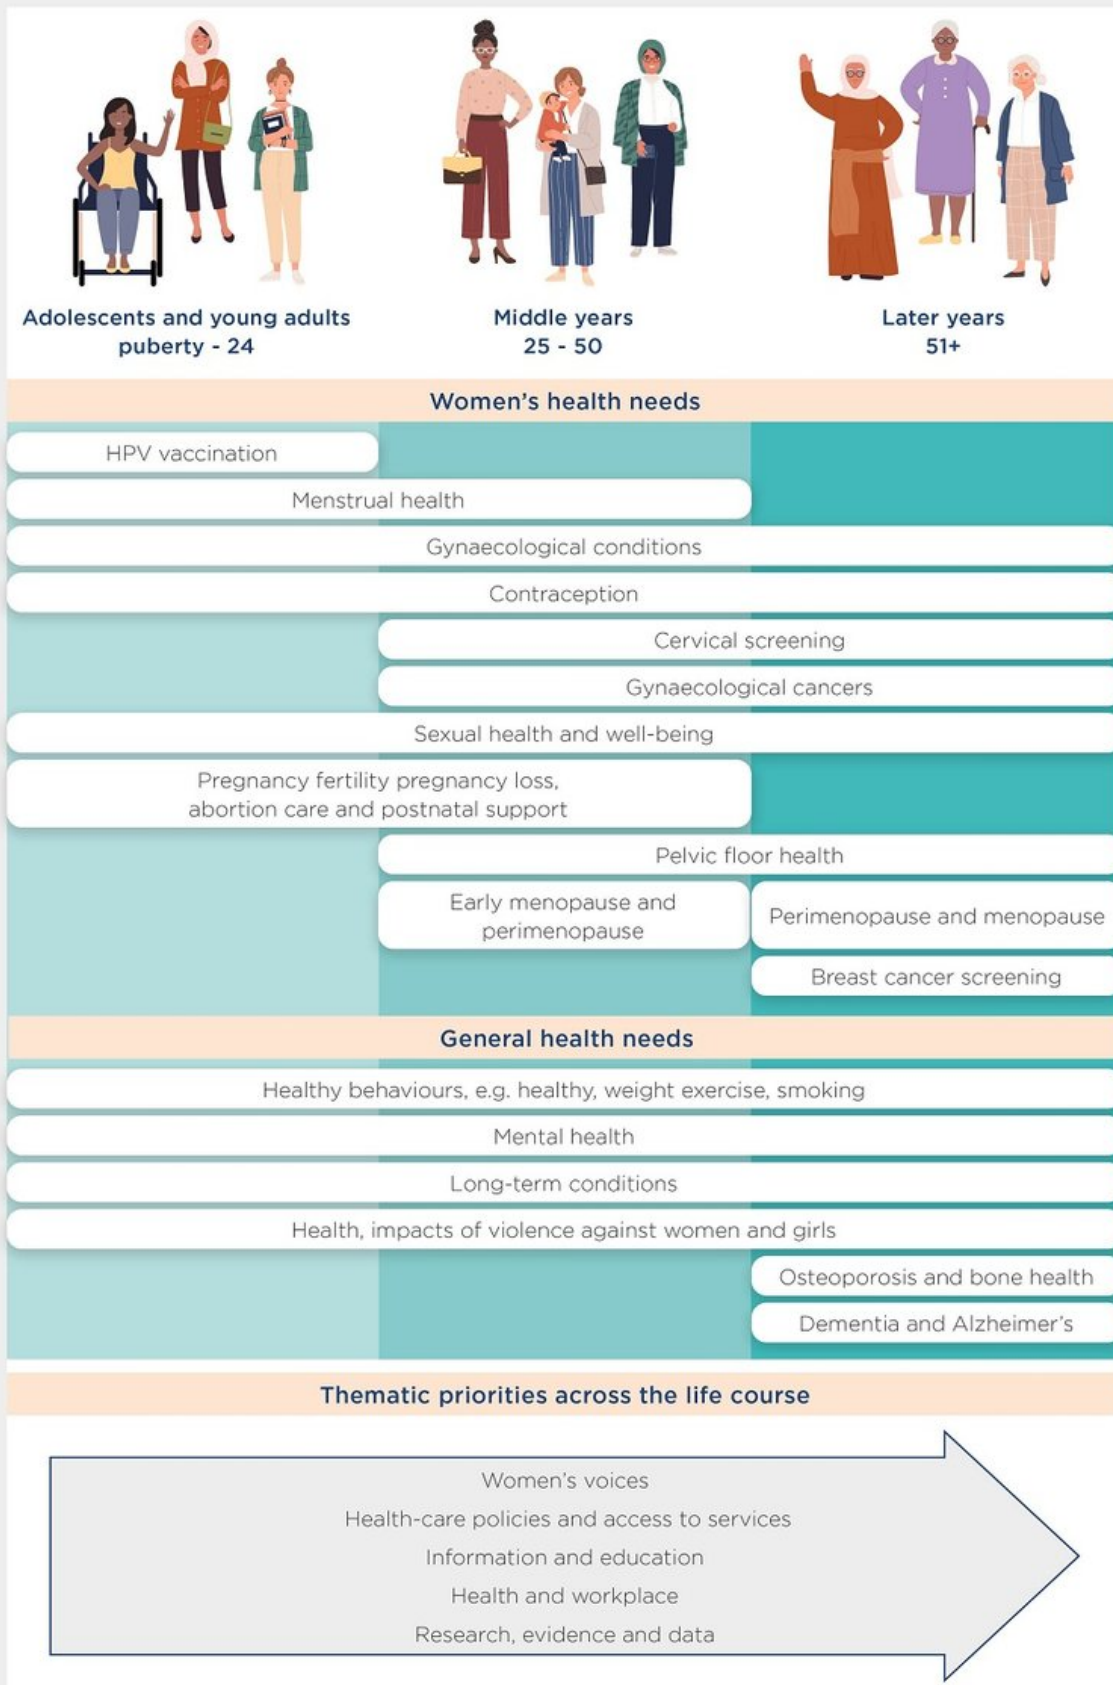 Adolescents and young adults
puberty - 24
Middle years
25 - 50
Later years
51+
Women's health needs
HPV vaccination
Menstrual health
Gynaecological conditions
Contraception
Cervical screening
Gynaecological cancers
Sexual health and well-being
Pregnancy fertility pregnancy loss,
abortion care and postnatal support
Pelvic floor health
Early menopause and
perimenopause
Perimenopause and menopause
Breast cancer screening
General health needs
Healthy behaviours, e.g. healthy, weight exercise, smoking
Mental health
Long-term conditions
Health, impacts of violence against women and girls
Osteoporosis and bone health
Dementia and Alzheimer's
Thematic priorities across the life course
Women's voices
Health-care policies and access to services
Information and education
Health and workplace
Research, evidence and data